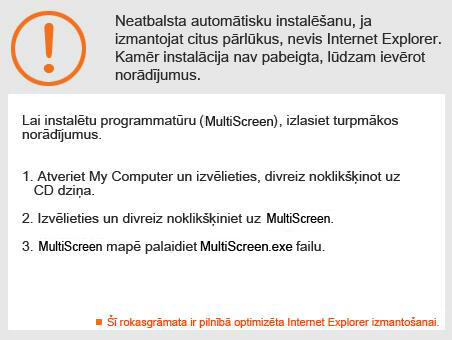 Neatbalsta automātisku instalēšanu, ja
izmantojat citus pārlūkus, nevis Internet Explorer.
Kamēr instalācija nav pabeigta, lūdzam ievērot
norādījumus.
Lai instalētu programmatūru (MultiScreen), izlasiet turpmākos
norādījumus.
1. Atveriet My Computer un izvēlieties, divreiz noklikšķinot uz
CD dziņa.
2. Izvēlieties un divreiz noklikšķiniet uz MultiScreen.
3. MultiScreen mapē palaidiet MultiScreen.exe failu.
Šī rokasgrāmata ir pilnībā optimizēta Internet Explorer izmantošanai.